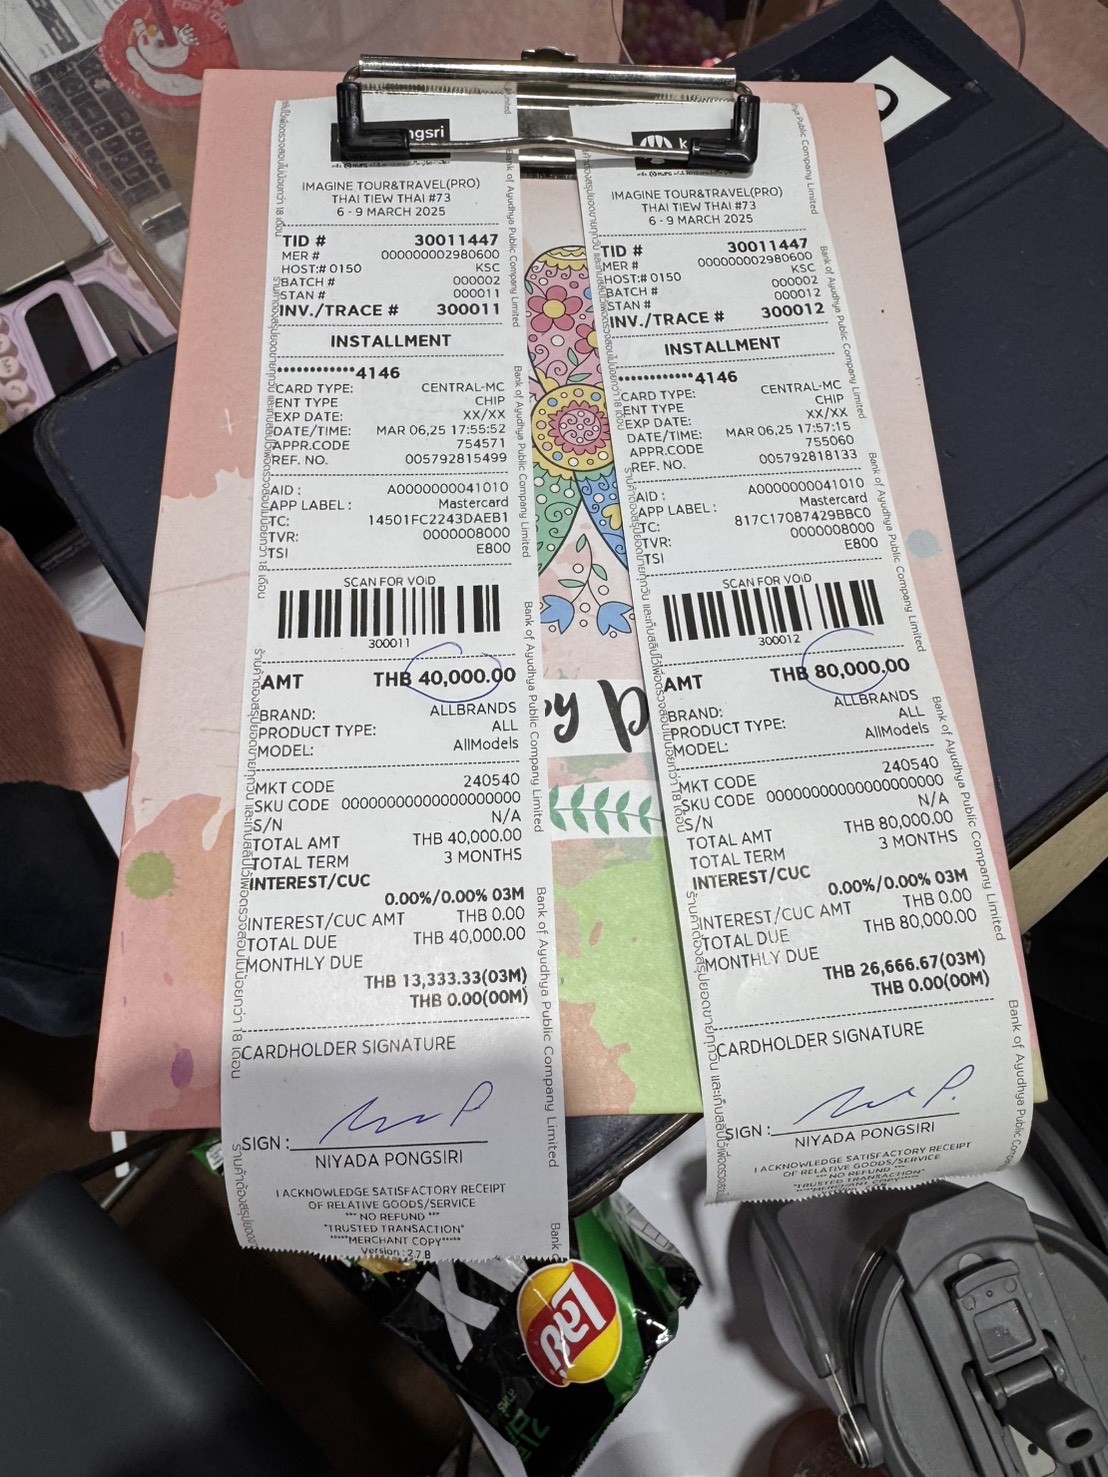 ngsri
IMAGINE TOUR&TRAVEL(PRO)
THAI TIEW THAI #73
6 - 9 MARCH 2025
TID # 30011447
MER # 000000002980600
HOST:# 0150 KSC
BATCH # 000002
STAN # 000011
INV./TRACE # 300011
INSTALLMENT
************4146
CARD TYPE: CENTRAL-MC
ENT TYPE CHIP
EXP DATE: XX/XX
DATE/TIME: MAR 06,25 17:55:52
APPR.CODE 754571
REF. NO. 005792815499
AID : A0000000041010
APP LABEL : Mastercard
TC: 14501FC2243DAEB1
TVR: 0000008000
TSI E800
SCAN FOR VOID
300011
AMT THB 40,000.00
BRAND: ALLBRANDS
PRODUCT TYPE: ALL
MODEL: AllModels
MKT CODE 240540
SKU CODE 00000000000000000000
S/N N/A
TOTAL AMT THB 40,000.00
TOTAL TERM 3 MONTHS
INTEREST/CUC
0.00%/0.00% 03M
INTEREST/CUC AMT THB 0.00
TOTAL DUE THB 40,000.00
MONTHLY DUE
THB 13,333.33(03M)
THB 0.00(00M)
CARDHOLDER SIGNATURE
SIGN :
NIYADA PONGSIRI
I ACKNOWLEDGE SATISFACTORY RECEIPT
OF RELATIVE GOODS/SERVICE
*** NO REFUND ***
*TRUSTED TRANSACTION*
*****MERCHANT COPY*****
Version : 2.7.B
Bank of Ayudhya Public Company Limited
k
IMAGINE TOUR&TRAVEL(PRO)
THAI TIEW THAI #73
6 - 9 MARCH 2025
TID # 30011447
MER # 000000002980600
HOST:# 0150 KSC
BATCH # 000002
STAN # 000012
INV./TRACE # 300012
INSTALLMENT
************4146
CARD TYPE: CENTRAL-MC
ENT TYPE CHIP
EXP DATE: XX/XX
DATE/TIME: MAR 06,25 17:57:15
APPR.CODE 755060
REF. NO. 005792818133
AID : A0000000041010
APP LABEL : Mastercard
TC: 817C17087429BBC0
TVR: 0000008000
TSI E800
SCAN FOR VOID
300012
AMT THB 80,000.00
BRAND: ALLBRANDS
PRODUCT TYPE: ALL
MODEL: AllModels
MKT CODE 240540
SKU CODE 00000000000000000000
S/N N/A
TOTAL AMT THB 80,000.00
TOTAL TERM 3 MONTHS
INTEREST/CUC
0.00%/0.00% 03M
INTEREST/CUC AMT THB 0.00
TOTAL DUE THB 80,000.00
MONTHLY DUE
THB 26,666.67(03M)
THB 0.00(00M)
CARDHOLDER SIGNATURE
SIGN :
NIYADA PONGSIRI
I ACKNOWLEDGE SATISFACTORY RECEIPT
OF RELATIVE GOODS/SERVICE
*** NO REFUND ***
*TRUSTED TRANSACTION*
Bank of Ayudhya Public Company Limited
เลย์